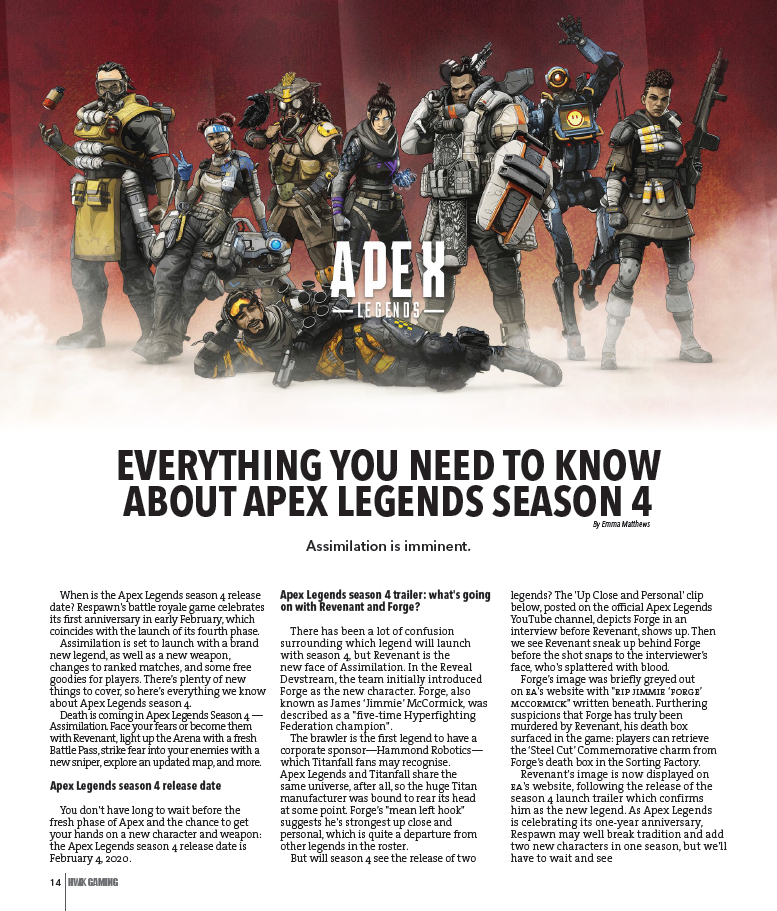 APEX
LEGENDS
EVERYTHING YOU NEED TO KNOW
ABOUT APEX LEGENDS SEASON 4
By Emma Matthews
Assimilation is imminent.
When is the Apex Legends season 4 release
date? Respawn's battle royale game celebrates
its first anniversary in early February, which
coincides with the launch of its fourth phase.
Assimilation is set to launch with a brand
new legend, as well as a new weapon,
changes to ranked matches, and some free
goodies for players. There's plenty of new
things to cover, so here's everything we know
about Apex Legends season 4.
Death is coming in Apex Legends Season 4 —
Assimilation. Face your fears or become them
with Revenant, light up the Arena with a fresh
Battle Pass, strike fear into your enemies with a
new sniper, explore an updated map, and more.
Apex Legends season 4 release date
You don't have long to wait before the
fresh phase of Apex and the chance to get
your hands on a new character and weapon:
the Apex Legends season 4 release date is
February 4, 2020.
Apex Legends season 4 trailer: what's going
on with Revenant and Forge?
There has been a lot of confusion
surrounding which legend will launch
with season 4, but Revenant is the
new face of Assimilation. In the Reveal
Devstream, the team initially introduced
Forge as the new character. Forge, also
known as James 'Jimmie' McCormick, was
described as a "five-time Hyperfighting
Federation champion".
The brawler is the first legend to have a
corporate sponsor—Hammond Robotics—
which Titanfall fans may recognise.
Apex Legends and Titanfall share the
same universe, after all, so the huge Titan
manufacturer was bound to rear its head
at some point. Forge's "mean left hook"
suggests he's strongest up close and
personal, which is quite a departure from
other legends in the roster.
But will season 4 see the release of two
legends? The 'Up Close and Personal' clip
below, posted on the official Apex Legends
YouTube channel, depicts Forge in an
interview before Revenant, shows up. Then
we see Revenant sneak up behind Forge
before the shot snaps to the interviewer's
face, who's splattered with blood.
Forge's image was briefly greyed out
on EA's website with "RIP JIMMIE 'FORGE'
MCCORMICK" written beneath. Furthering
suspicions that Forge has truly been
murdered by Revenant, his death box
surfaced in the game: players can retrieve
the 'Steel Cut' Commemorative charm from
Forge's death box in the Sorting Factory.
Revenant's image is now displayed on
EA's website, following the release of the
season 4 launch trailer which confirms
him as the new legend. As Apex Legends
is celebrating its one-year anniversary,
Respawn may well break tradition and add
two new characters in one season, but we'll
have to wait and see
14 HWK GAMING